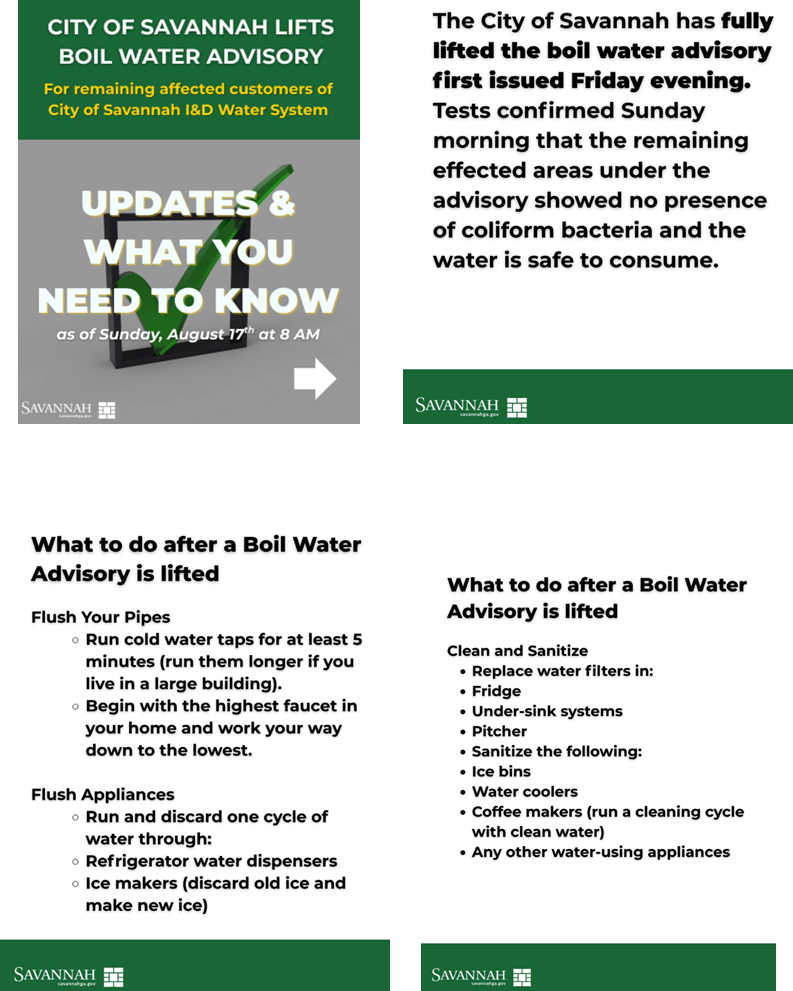 CITY OF SAVANNAH LIFTS
BOIL WATER ADVISORY
For remaining affected customers of
City of Savannah I&D Water System
UPDATES &
WHAT YOU
NEED TO KNOW
as of Sunday, August 17th at 8 AM
SAVANNAH
savannahga.gov
The City of Savannah has fully
lifted the boil water advisory
first issued Friday evening.
Tests confirmed Sunday
morning that the remaining
effected areas under the
advisory showed no presence
of coliform bacteria and the
water is safe to consume.
SAVANNAH
savannahga.gov
What to do after a Boil Water
Advisory is lifted
Flush Your Pipes
Run cold water taps for at least 5
minutes (run them longer if you
live in a large building).
Begin with the highest faucet in
your home and work your way
down to the lowest.
Flush Appliances
Run and discard one cycle of
water through:
Refrigerator water dispensers
Ice makers (discard old ice and
make new ice)
SAVANNAH
savannahga.gov
What to do after a Boil Water
Advisory is lifted
Clean and Sanitize
Replace water filters in:
Fridge
Under-sink systems
Pitcher
Sanitize the following:
Ice bins
Water coolers
Coffee makers (run a cleaning cycle
with clean water)
Any other water-using appliances
SAVANNAH
savannahga.gov